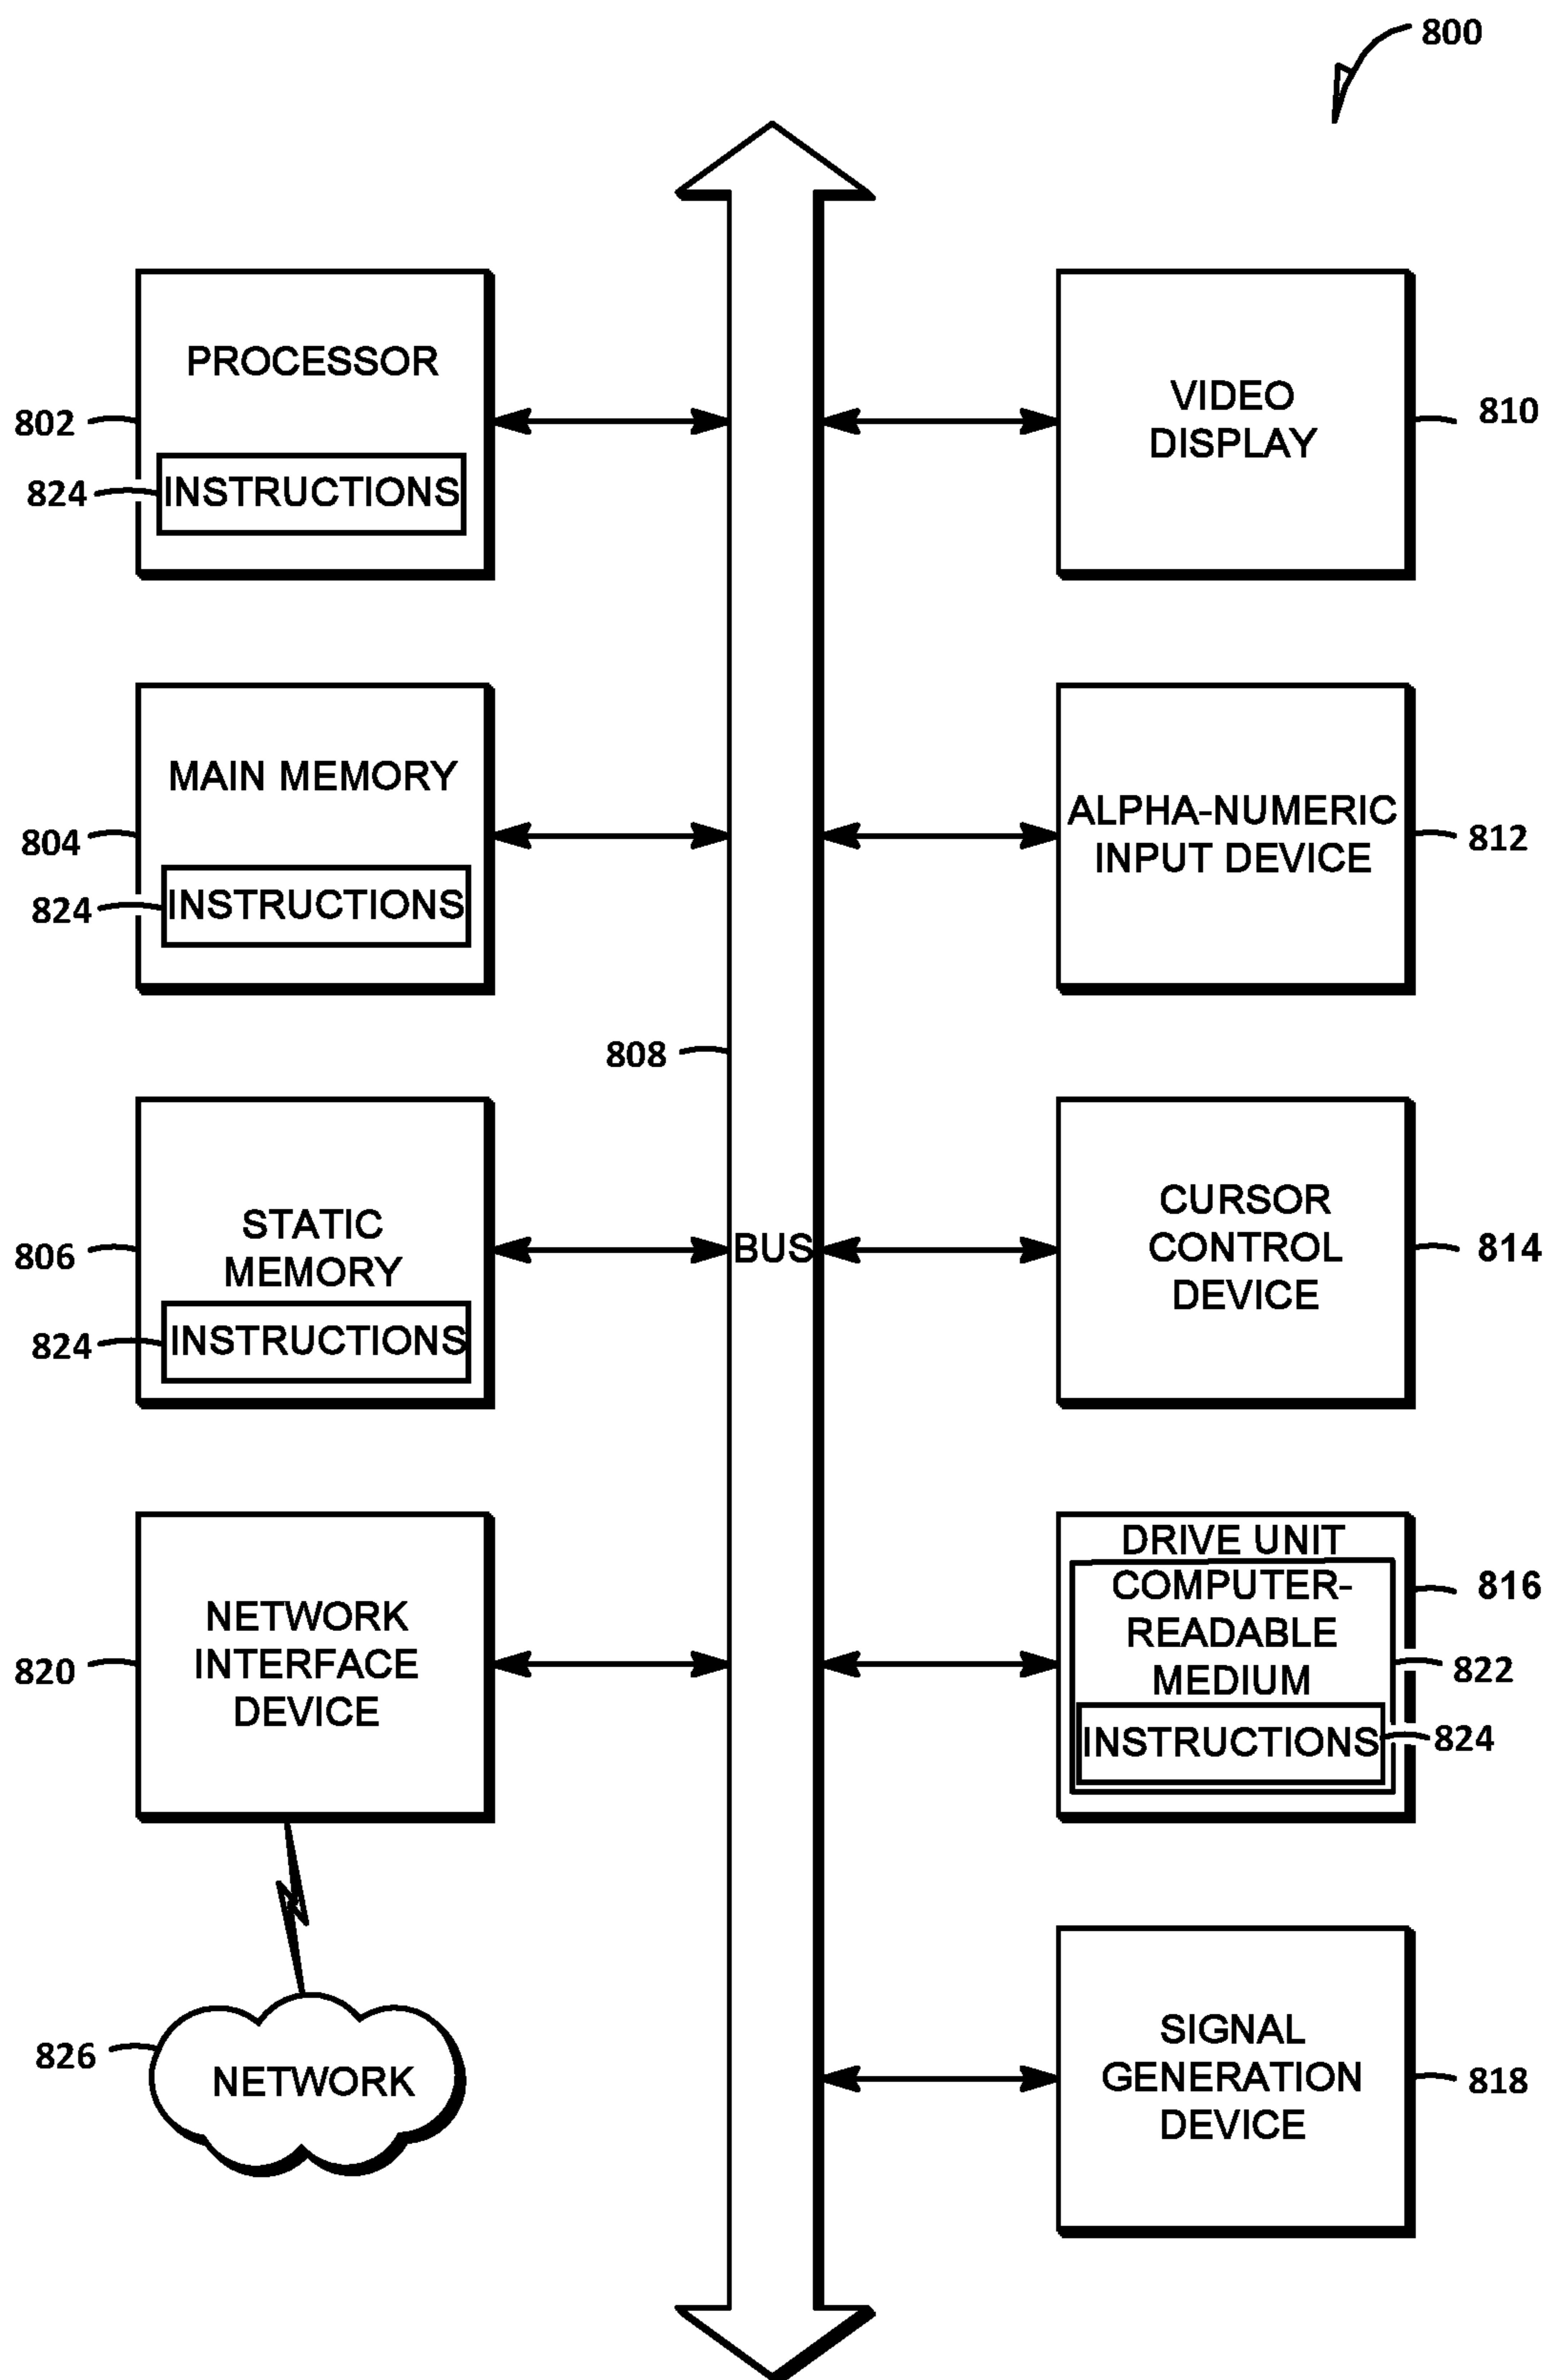 800
PROCESSOR
802
824
INSTRUCTIONS
VIDEO
DISPLAY
810
MAIN MEMORY
804
824
INSTRUCTIONS
ALPHA-NUMERIC
INPUT DEVICE
812
808
BUS
STATIC
MEMORY
806
824
INSTRUCTIONS
CURSOR
CONTROL
DEVICE
814
NETWORK
INTERFACE
DEVICE
820
DRIVE UNIT
COMPUTER-
READABLE
MEDIUM
INSTRUCTIONS
816
822
824
826
NETWORK
SIGNAL
GENERATION
DEVICE
818